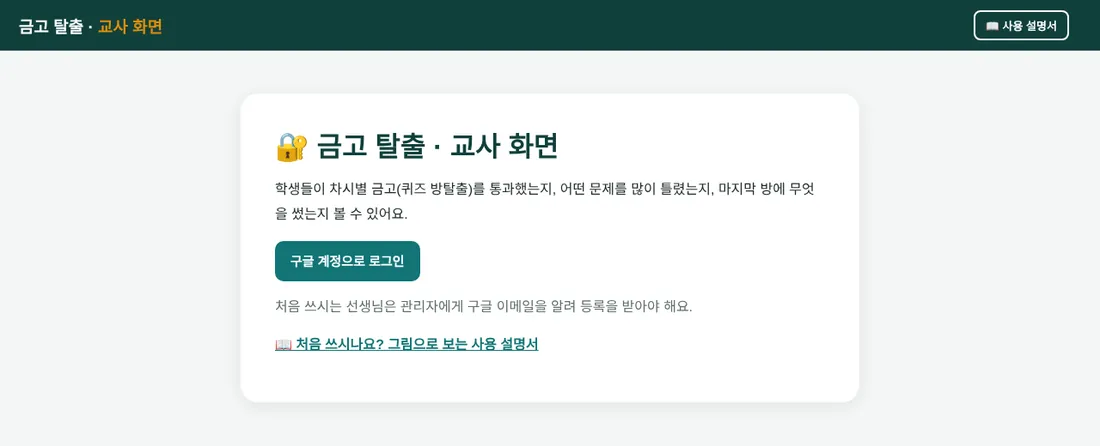 금고 탈출 · 교사 화면
📖 사용 설명서
🔐 금고 탈출 · 교사 화면
학생들이 차시별 금고(퀴즈 방탈출)를 통과했는지, 어떤 문제를 많이 틀렸는지, 마지막 방에 무엇
을 썼는지 볼 수 있어요.
구글 계정으로 로그인
처음 쓰시는 선생님은 관리자에게 구글 이메일을 알려 등록을 받아야 해요.
📖 처음 쓰시나요? 그림으로 보는 사용 설명서